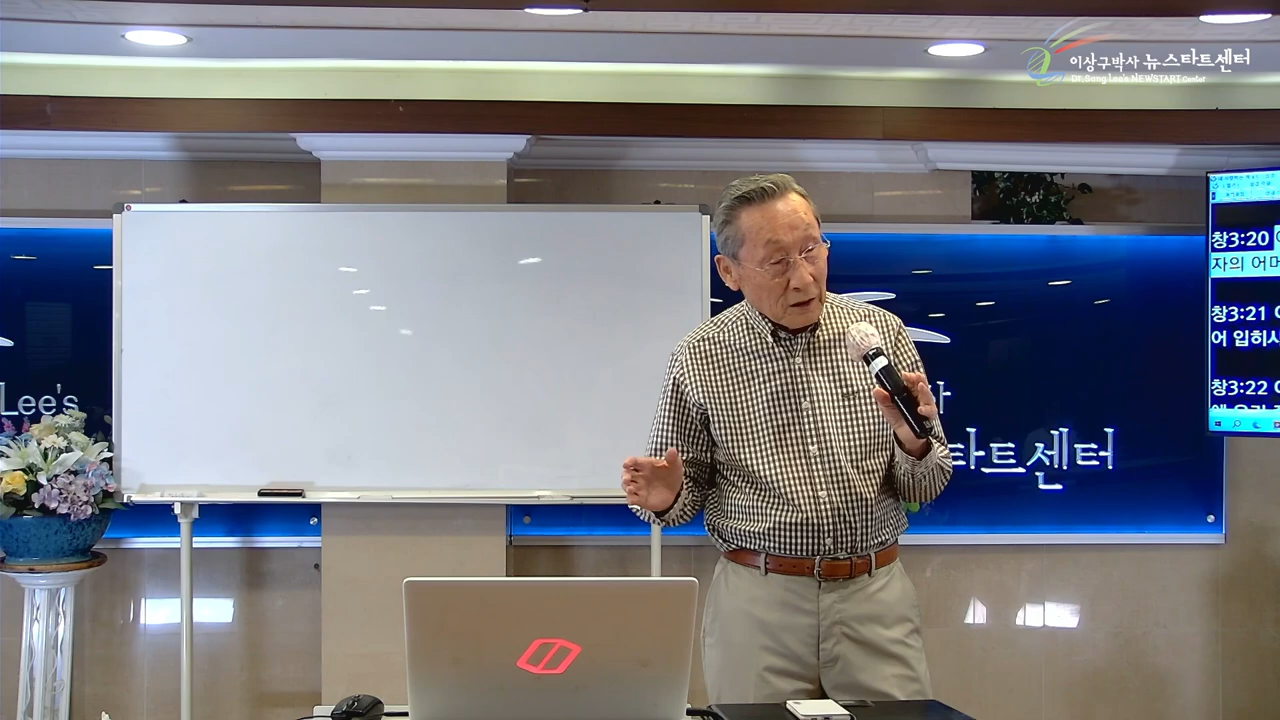 이상구박사 뉴스타트센터
Dr. Sang Lee's NEWSTART Center
Lee's
타트센터
창3:20
자의 어머
창3:21
어 입히시
창3:22